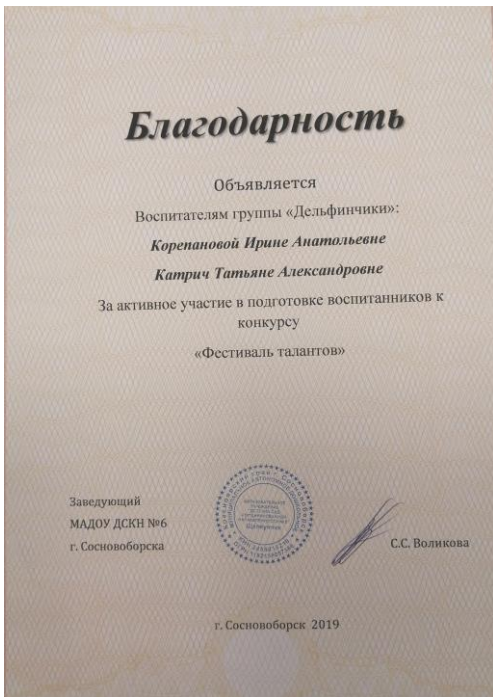 Благодарность
Объявляется
Воспитателям группы «Дельфинчики»:
Корепановой Ирине Анатольевне
Катрич Татьяне Александровне
За активное участие в подготовке воспитанников к
конкурсу
«Фестиваль талантов»
Заведующий
МАДОУ ДСКН №6
г. Сосновоборска
С.С. Воликова
г. Сосновоборск 2019